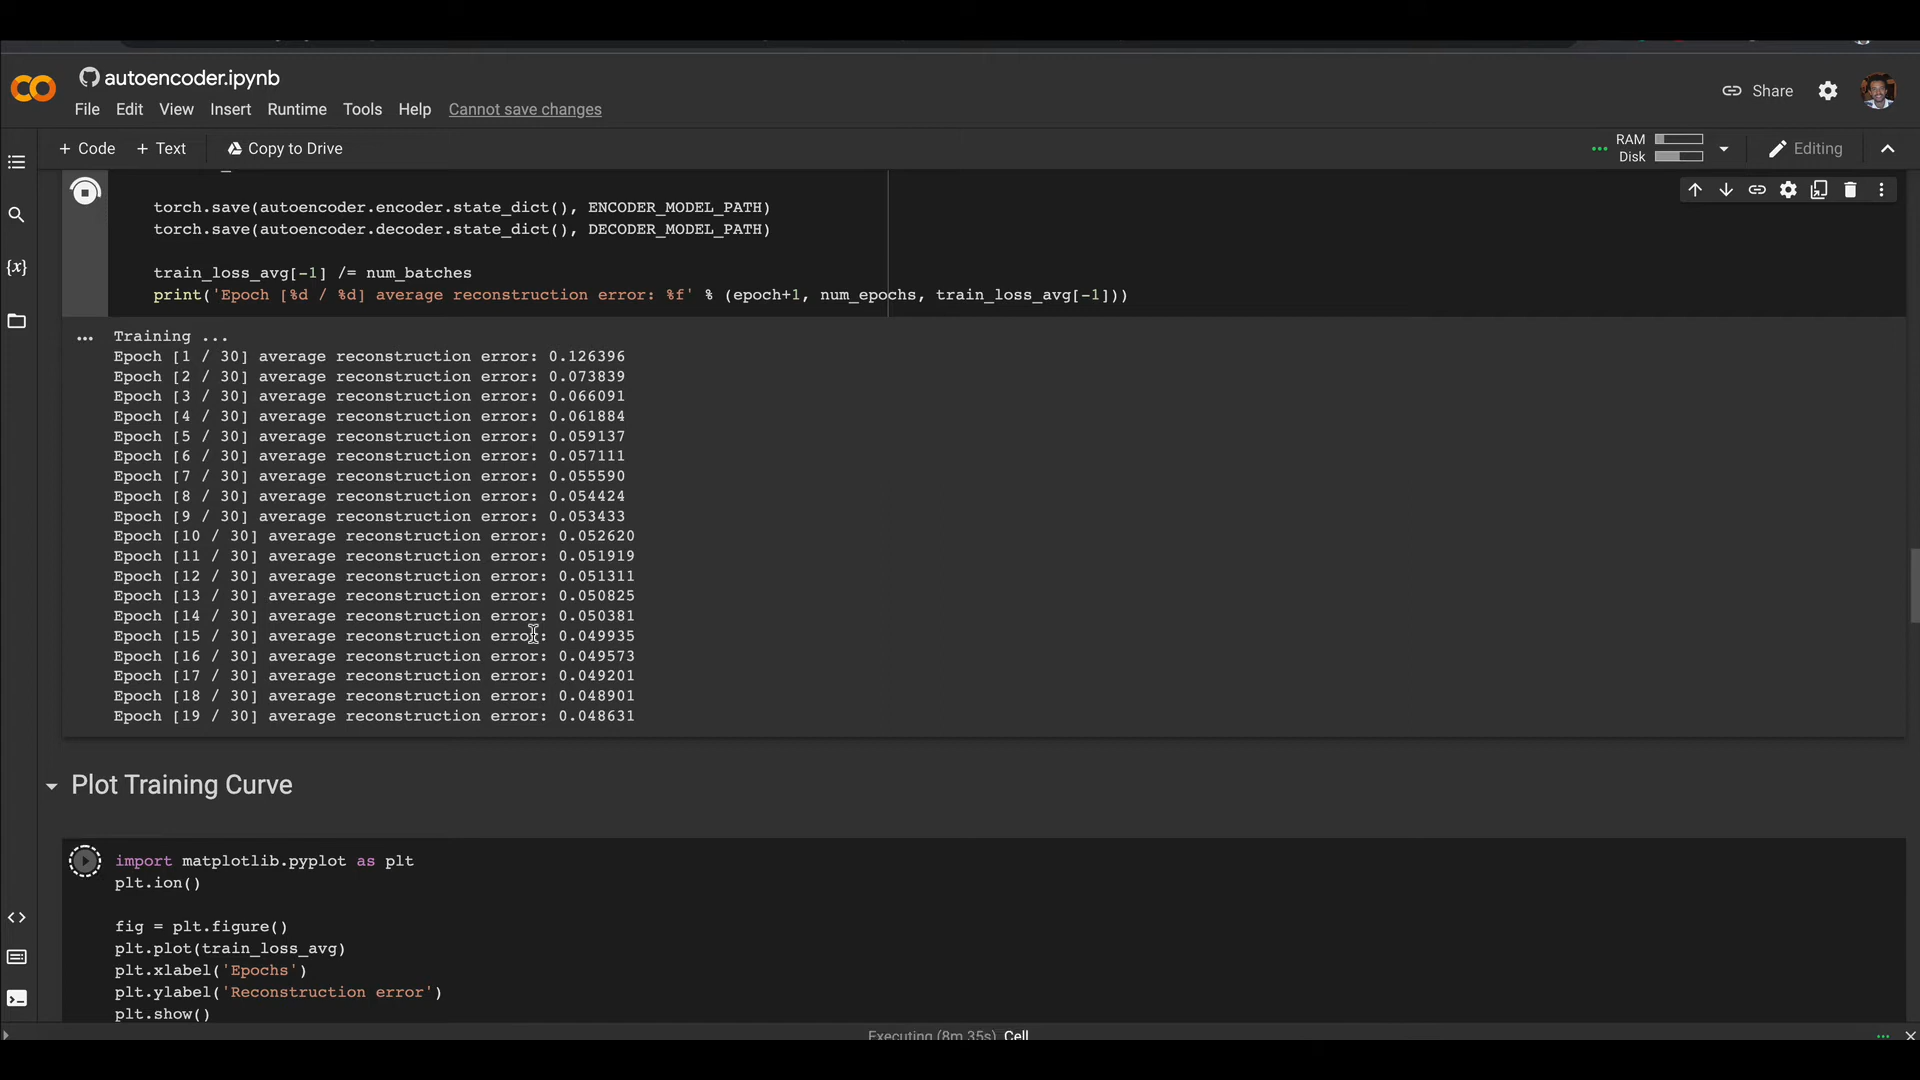 autoencoder.ipynb
File Edit View Insert Runtime Tools Help Cannot save changes
Share
+ Code + Text Copy to Drive
RAM
Disk
Editing
torch.save(autoencoder.encoder.state_dict(), ENCODER_MODEL_PATH)
torch.save(autoencoder.decoder.state_dict(), DECODER_MODEL_PATH)
train_loss_avg[-1] /= num_batches
print('Epoch [%d / %d] average reconstruction error: %f' % (epoch+1, num_epochs, train_loss_avg[-1]))
Training ...
Epoch [1 / 30] average reconstruction error: 0.126396
Epoch [2 / 30] average reconstruction error: 0.073839
Epoch [3 / 30] average reconstruction error: 0.066091
Epoch [4 / 30] average reconstruction error: 0.061884
Epoch [5 / 30] average reconstruction error: 0.059137
Epoch [6 / 30] average reconstruction error: 0.057111
Epoch [7 / 30] average reconstruction error: 0.055590
Epoch [8 / 30] average reconstruction error: 0.054424
Epoch [9 / 30] average reconstruction error: 0.053433
Epoch [10 / 30] average reconstruction error: 0.052620
Epoch [11 / 30] average reconstruction error: 0.051919
Epoch [12 / 30] average reconstruction error: 0.051311
Epoch [13 / 30] average reconstruction error: 0.050825
Epoch [14 / 30] average reconstruction error: 0.050381
Epoch [15 / 30] average reconstruction error: 0.049935
Epoch [16 / 30] average reconstruction error: 0.049573
Epoch [17 / 30] average reconstruction error: 0.049201
Epoch [18 / 30] average reconstruction error: 0.048901
Epoch [19 / 30] average reconstruction error: 0.048631
Plot Training Curve
import matplotlib.pyplot as plt
plt.ion()
fig = plt.figure()
plt.plot(train_loss_avg)
plt.xlabel('Epochs')
plt.ylabel('Reconstruction error')
plt.show()
Executing (8m 35s) Cell